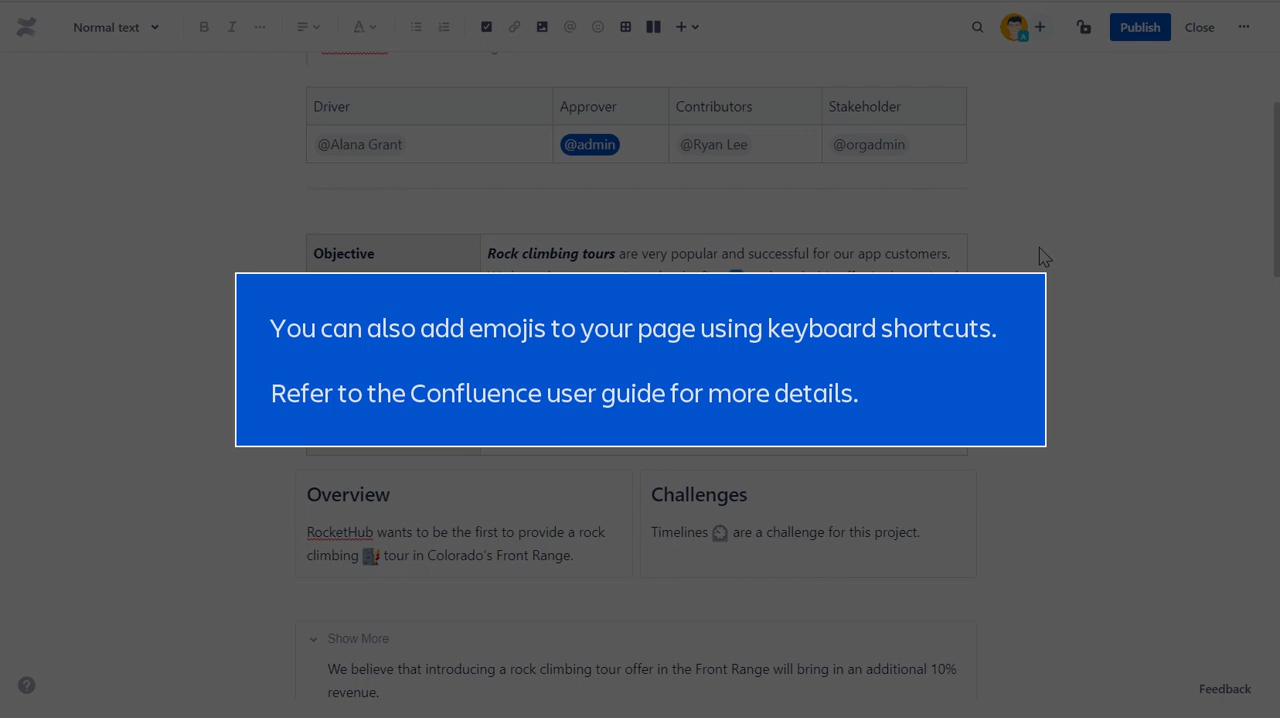 Normal text
Publish
Close
Driver
Approver
Contributors
Stakeholder
@Alana Grant
@admin
@Ryan Lee
@orgadmin
Objective
Rock climbing tours are very popular and successful for our app customers.
You can also add emojis to your page using keyboard shortcuts.
Refer to the Confluence user guide for more details.
Overview
RocketHub wants to be the first to provide a rock
climbing tour in Colorado's Front Range.
Challenges
Timelines are a challenge for this project.
Show More
We believe that introducing a rock climbing tour offer in the Front Range will bring in an additional 10%
revenue.
Feedback